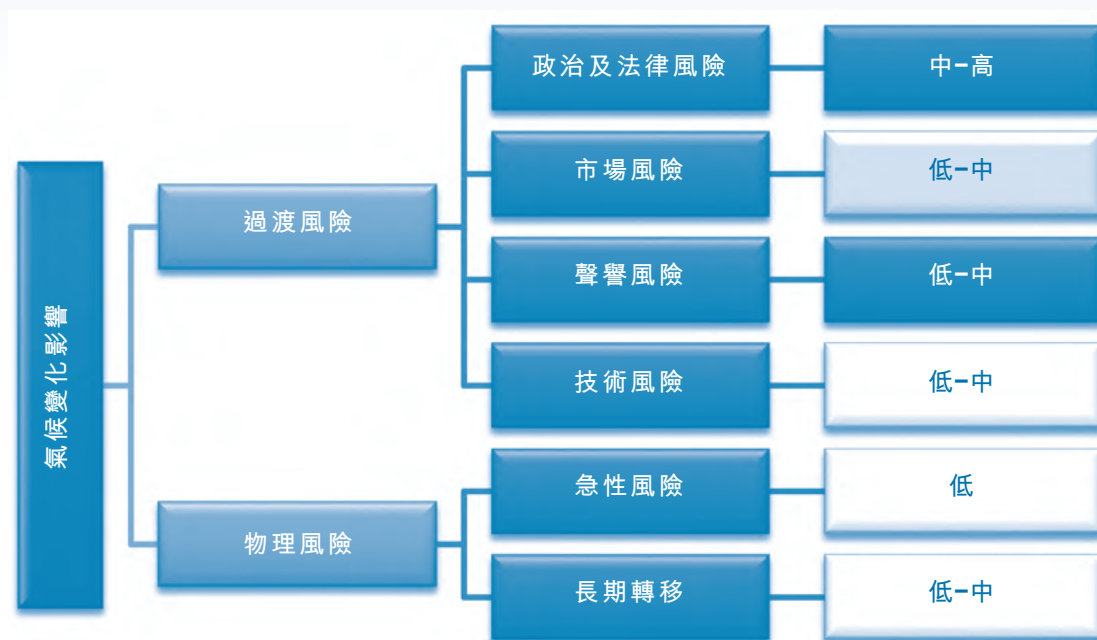 氣候變化影響
過渡風險
政治及法律風險
中–高
市場風險
低–中
聲譽風險
低–中
技術風險
低–中
物理風險
急性風險
低
長期轉移
低–中